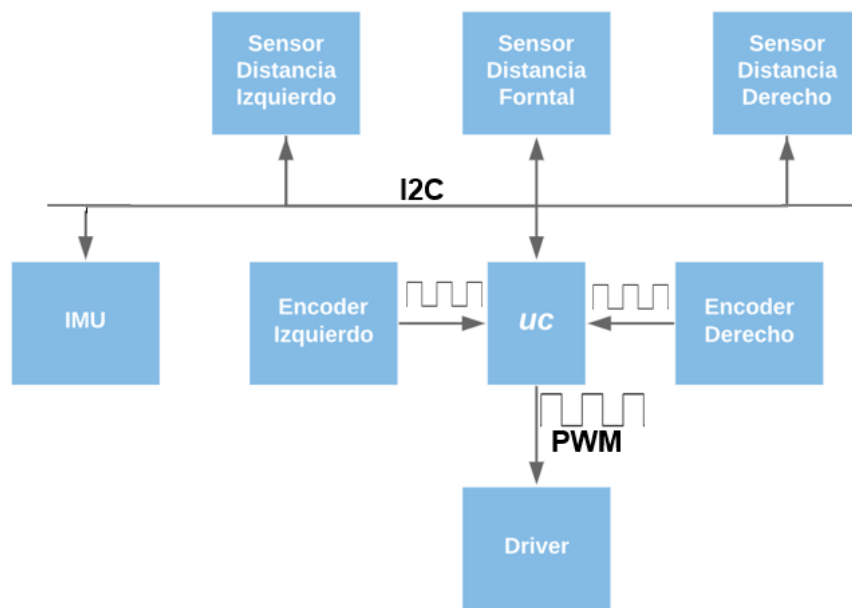 Sensor
Distancia
Izquierdo
Sensor
Distancia
Forntal
Sensor
Distancia
Derecho
I2C
IMU
Encoder
Izquierdo
uc
Encoder
Derecho
PWM
Driver